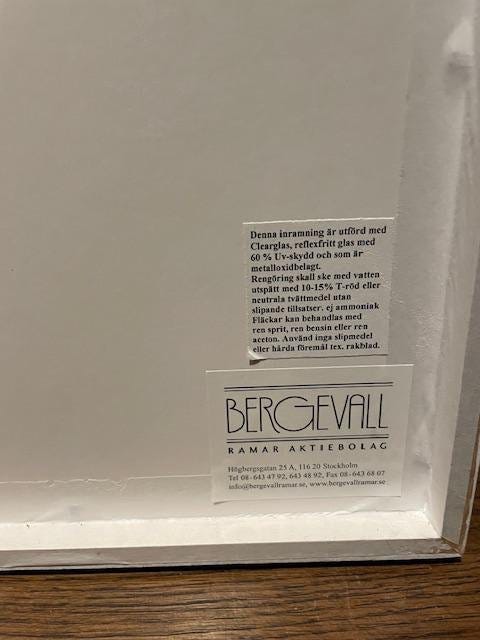 Denna inramning är utförd med
Clearglas, reflexfritt glas med
60 % Uv-skydd och som är
metalloxidbelagt.
Rengöring skall ske med vatten
utspätt med 10-15% T-röd eller
neutrala tvättmedel utan
slipande tillsatser. ej ammoniak
Fläckar kan behandlas med
ren sprit, ren bensin eller ren
aceton. Använd inga slipmedel
eller hårda föremål tex. rakblad.
BERGEVALL
RAMAR AKTIEBOLAG
Högbergsgatan 25 A, 116 20 Stockholm
Tel 08-643 47 92, 643 48 92, Fax 08-643 68 07
info@bergevallramar.se, www.bergevallramar.se